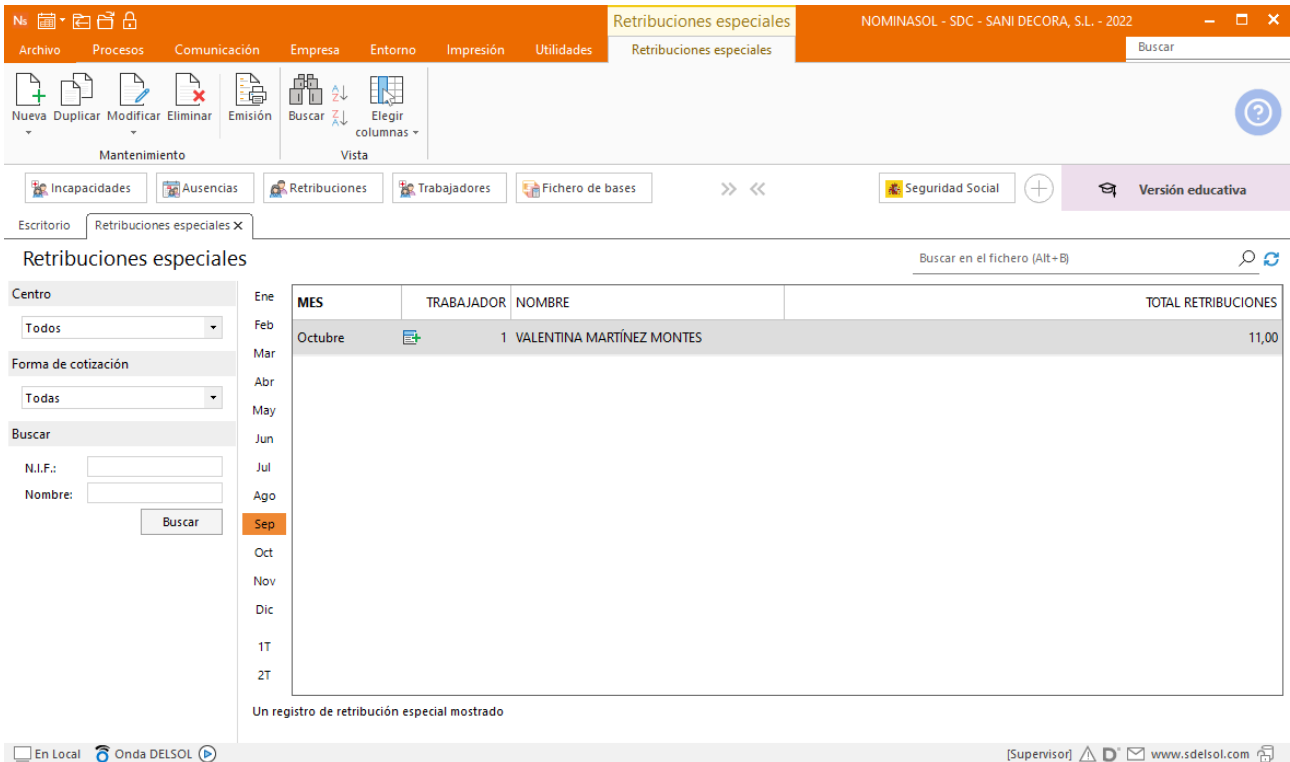 Ns
Retribuciones especiales
NOMINASOL - SDC - SANI DECORA, S.L. - 2022
Archivo Procesos Comunicación Empresa Entorno Impresión Utilidades Retribuciones especiales Buscar
Nueva Duplicar Modificar Eliminar Emisión Buscar Elegir columnas
Mantenimiento Vista
Incapacidades Ausencias Retribuciones Trabajadores Fichero de bases Seguridad Social Versión educativa
Escritorio Retribuciones especiales X
Retribuciones especiales Buscar en el fichero (Alt+B)
Centro
Todos
Forma de cotización
Todas
Buscar
N.I.F.:
Nombre:
Buscar
Ene
Feb
Mar
Abr
May
Jun
Jul
Ago
Sep
Oct
Nov
Dic
1T
2T
MES TRABAJADOR NOMBRE TOTAL RETRIBUCIONES
Octubre 1 VALENTINA MARTÍNEZ MONTES 11,00
Un registro de retribución especial mostrado
En Local Onda DELSOL [Supervisor] D www.sdelsol.com